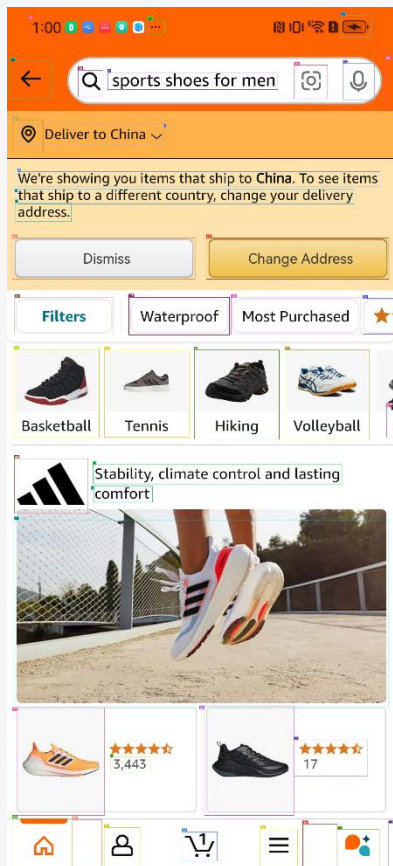 1:00
sports shoes for men
Deliver to China
We're showing you items that ship to China. To see items
that ship to a different country, change your delivery
address.
Dismiss
Change Address
Filters
Waterproof
Most Purchased
Basketball
Tennis
Hiking
Volleyball
Stability, climate control and lasting
comfort
3,443
17
1